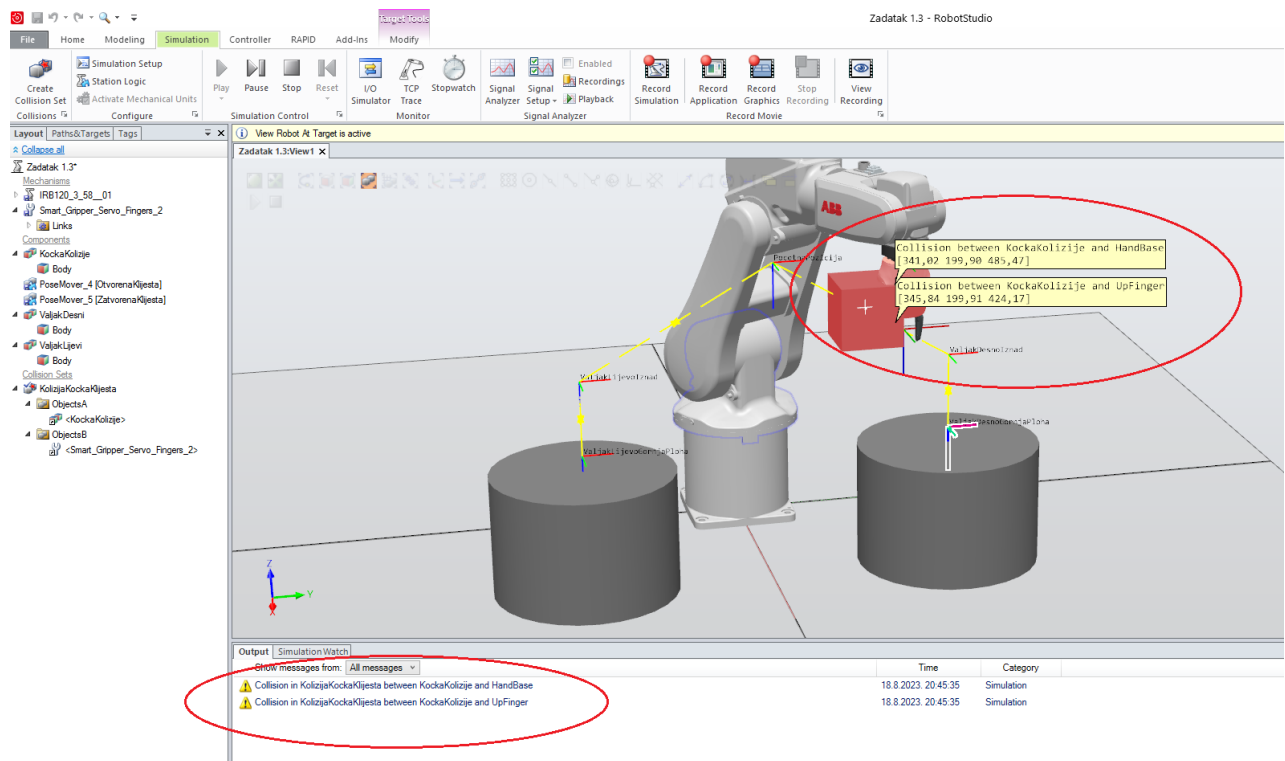 Target Tools
Zadatak 1.3 - RobotStudio
File Home Modeling Simulation Controller RAPID Add-Ins Modify
Create Collision Set
Simulation Setup
Station Logic
Activate Mechanical Units
Play
Pause
Stop
Reset
I/O Simulator
TCP Trace
Stopwatch
Signal Analyzer
Signal Setup
Enabled
Recordings
Playback
Record Simulation
Record Application
Record Graphics
Stop Recording
View Recording
Collisions
Configure
Simulation Control
Monitor
Signal Analyzer
Record Movie
Layout Paths&Targets Tags
View Robot At Target is active
Collapse all
Zadatak 1.3:View1
Zadatak 1.3*
Mechanisms
IRB120_3_58__01
Smart_Gripper_Servo_Fingers_2
Links
Components
KockaKolizije
Body
PoseMover_4 [OtvorenaKlijesta]
PoseMover_5 [ZatvorenaKlijesta]
ValjakDesni
Body
ValjakLijevi
Body
Collision Sets
KolizijaKockaKlijesta
ObjectsA
<KockaKolizije>
ObjectsB
<Smart_Gripper_Servo_Fingers_2>
ABB
Collision between KockaKolizije and HandBase
[341,02 199,90 485,47]
PocetnaPozicija
Collision between KockaKolizije and UpFinger
[345,84 199,91 424,17]
ValjakDesnoIznad
ValjakLijevoIznad
ValjakDesnoGornjaPloha
ValjakLijevoGornjaPloha
Z
Y
X
Output Simulation Watch
Show messages from: All messages
Time
Category
Collision in KolizijaKockaKlijesta between KockaKolizije and HandBase 18.8.2023. 20:45:35 Simulation
Collision in KolizijaKockaKlijesta between KockaKolizije and UpFinger 18.8.2023. 20:45:35 Simulation